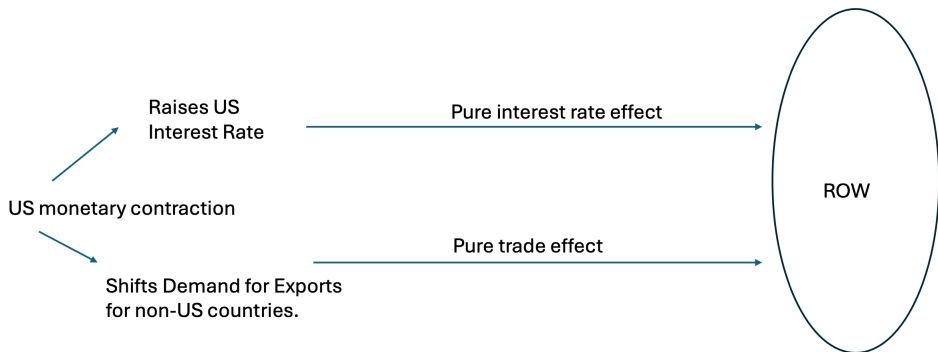 Raises US
Interest Rate
Pure interest rate effect
US monetary contraction
ROW
Pure trade effect
Shifts Demand for Exports
for non-US countries.